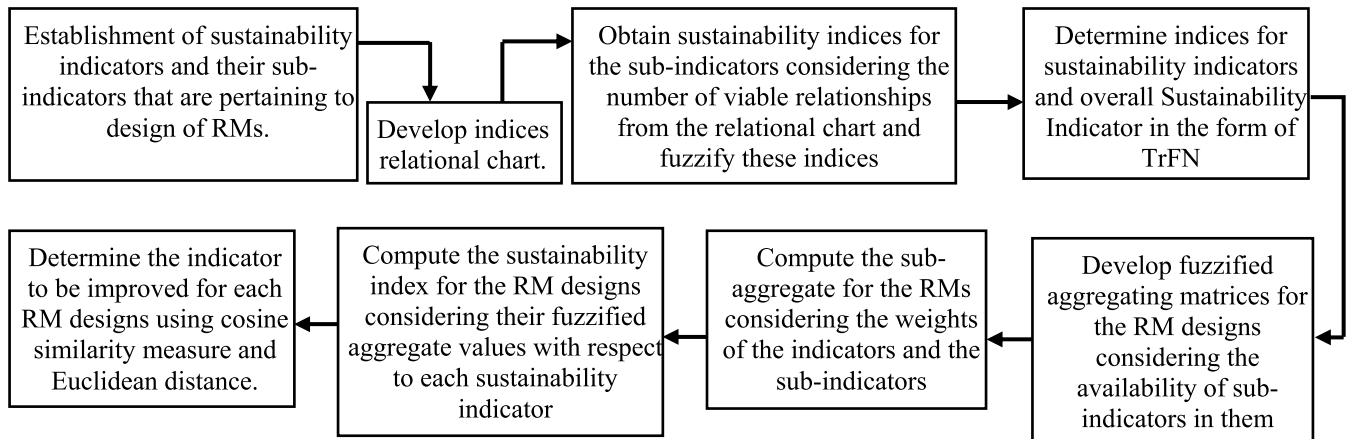 Establishment of sustainability
indicators and their sub-
indicators that are pertaining to
design of RMs.
Develop indices
relational chart.
Obtain sustainability indices for
the sub-indicators considering the
number of viable relationships
from the relational chart and
fuzzify these indices
Determine indices for
sustainability indicators
and overall Sustainability
Indicator in the form of
TrFN
Develop fuzzified
aggregating matrices for
the RM designs
considering the
availability of sub-
indicators in them
Compute the sub-
aggregate for the RMs
considering the weights
of the indicators and the
sub-indicators
Compute the sustainability
index for the RM designs
considering their fuzzified
aggregate values with respect
to each sustainability
indicator
Determine the indicator
to be improved for each
RM designs using cosine
similarity measure and
Euclidean distance.